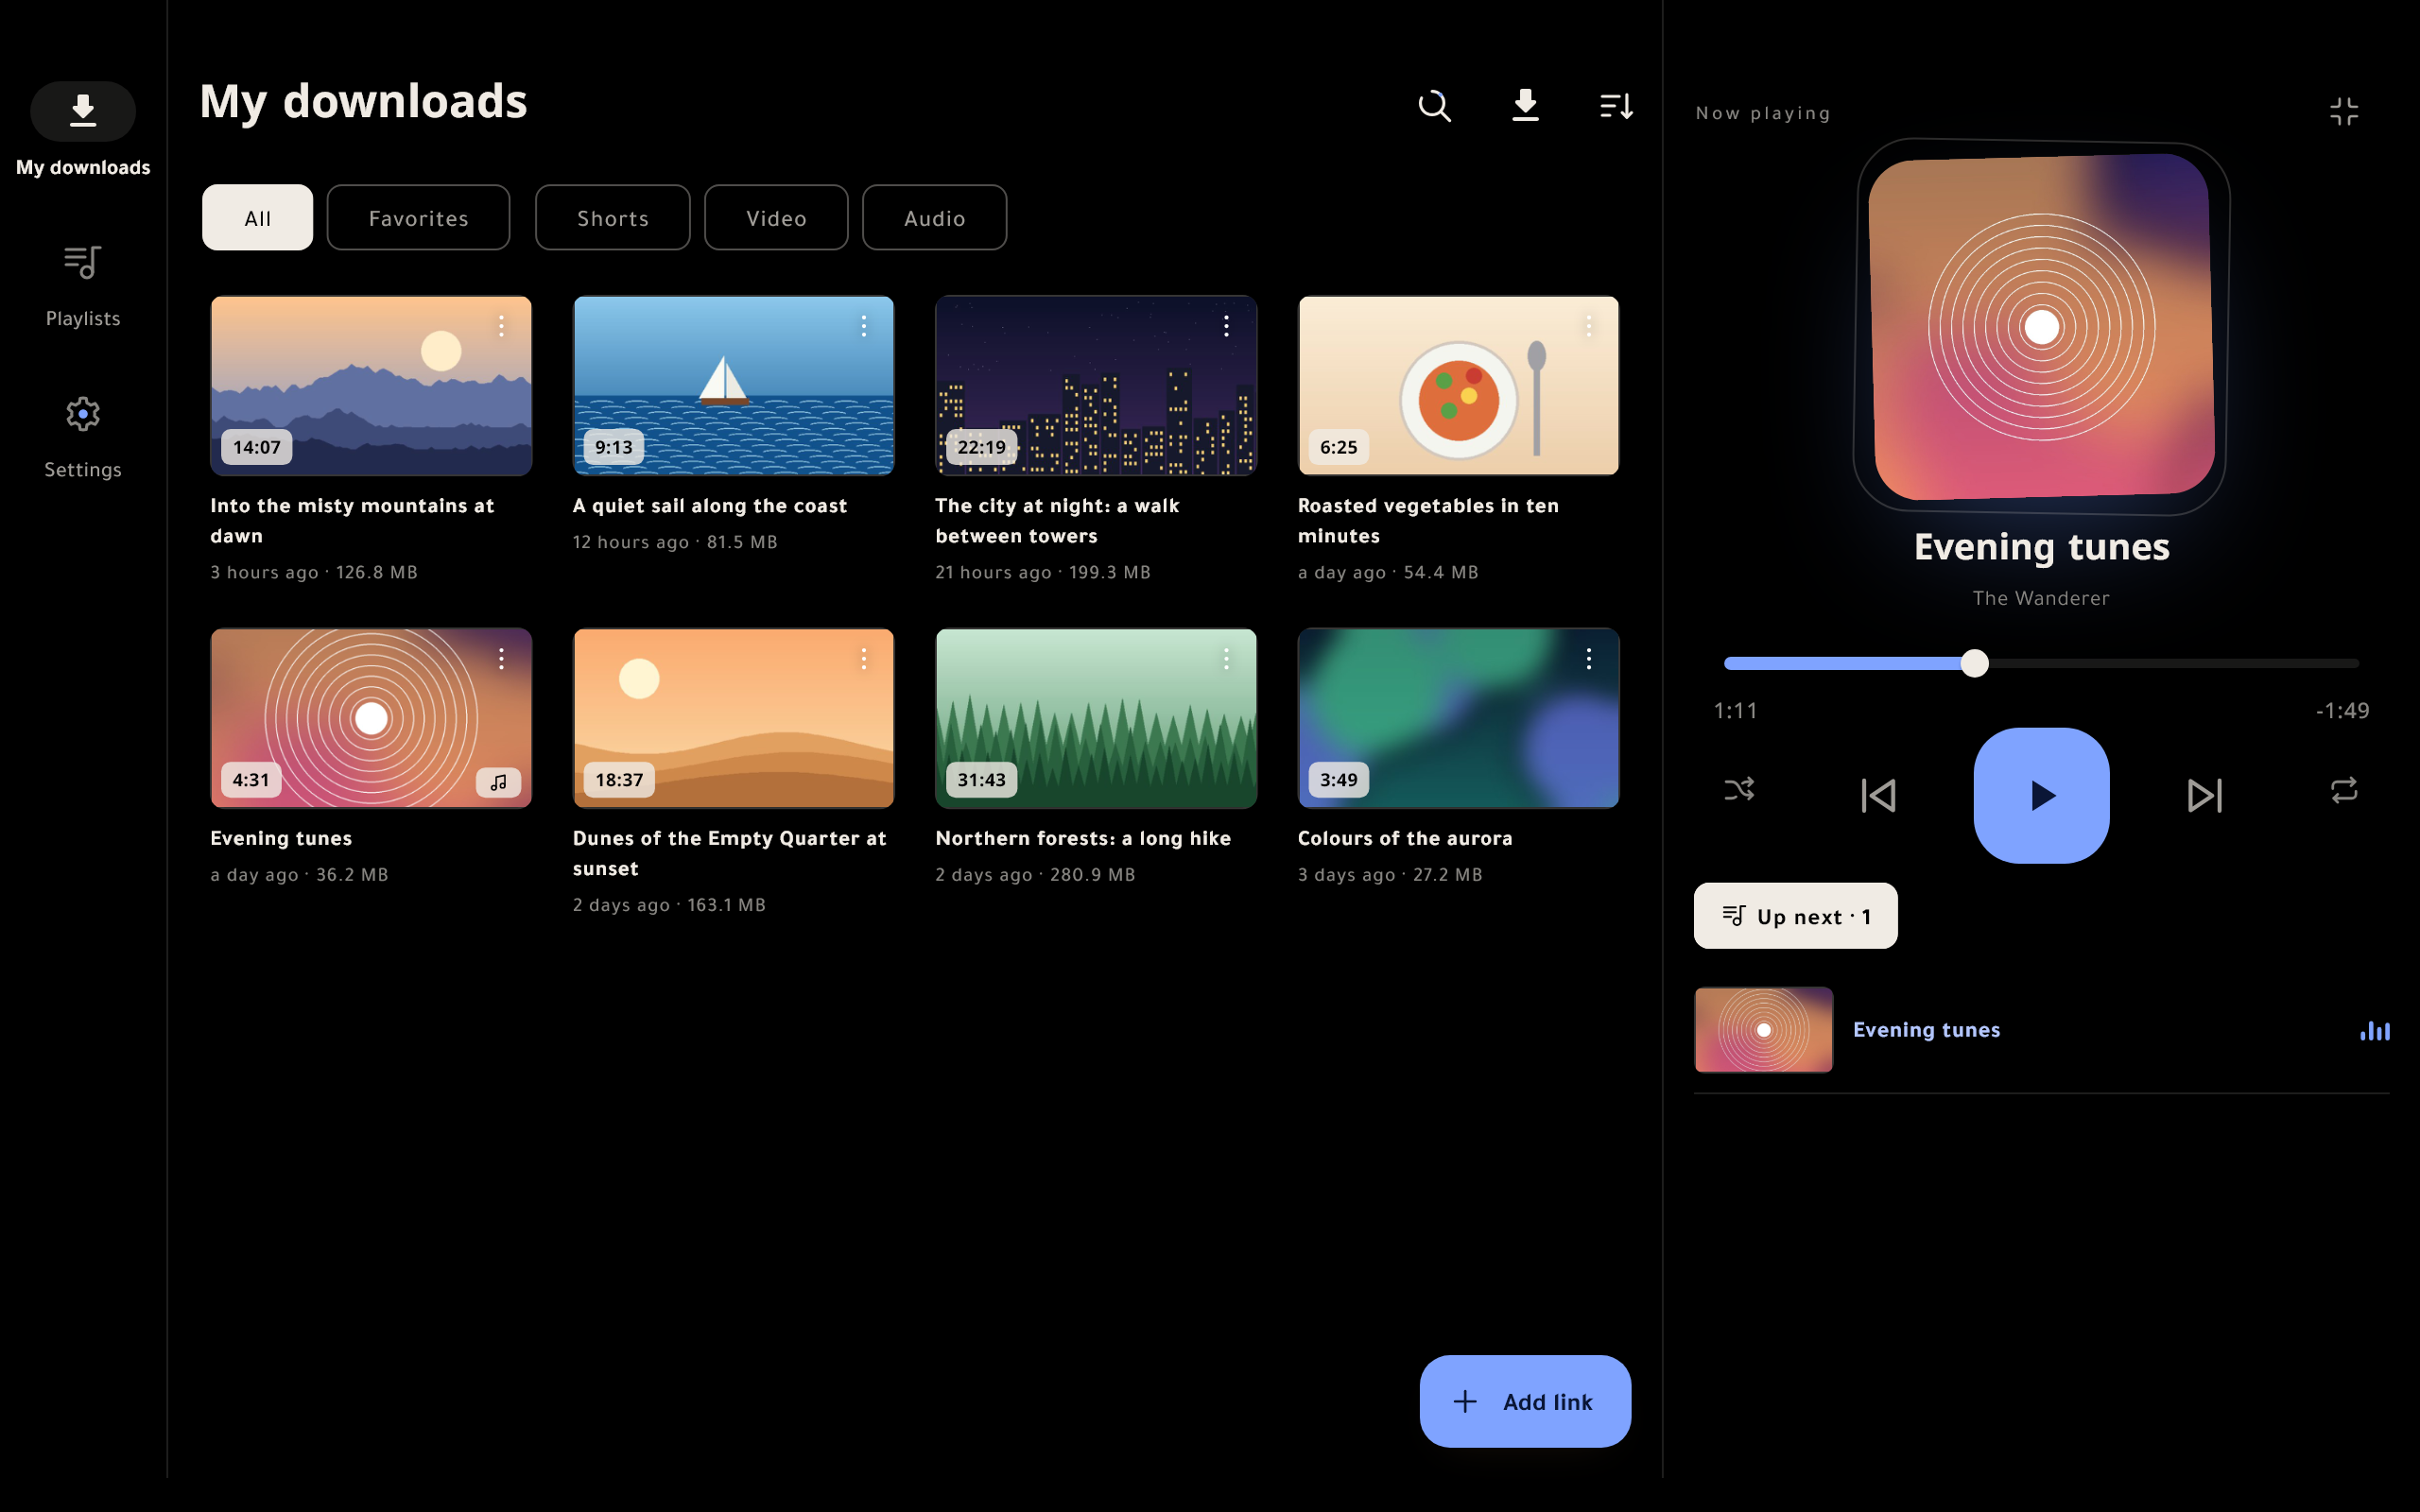 My downloads
Playlists
Settings
My downloads
All
Favorites
Shorts
Video
Audio
14:07
Into the misty mountains at
dawn
3 hours ago · 126.8 MB
9:13
A quiet sail along the coast
12 hours ago · 81.5 MB
22:19
The city at night: a walk
between towers
21 hours ago · 199.3 MB
6:25
Roasted vegetables in ten
minutes
a day ago · 54.4 MB
4:31
Evening tunes
a day ago · 36.2 MB
18:37
Dunes of the Empty Quarter at
sunset
2 days ago · 163.1 MB
31:43
Northern forests: a long hike
2 days ago · 280.9 MB
3:49
Colours of the aurora
3 days ago · 27.2 MB
Add link
Now playing
Evening tunes
The Wanderer
1:11
-1:49
Up next · 1
Evening tunes